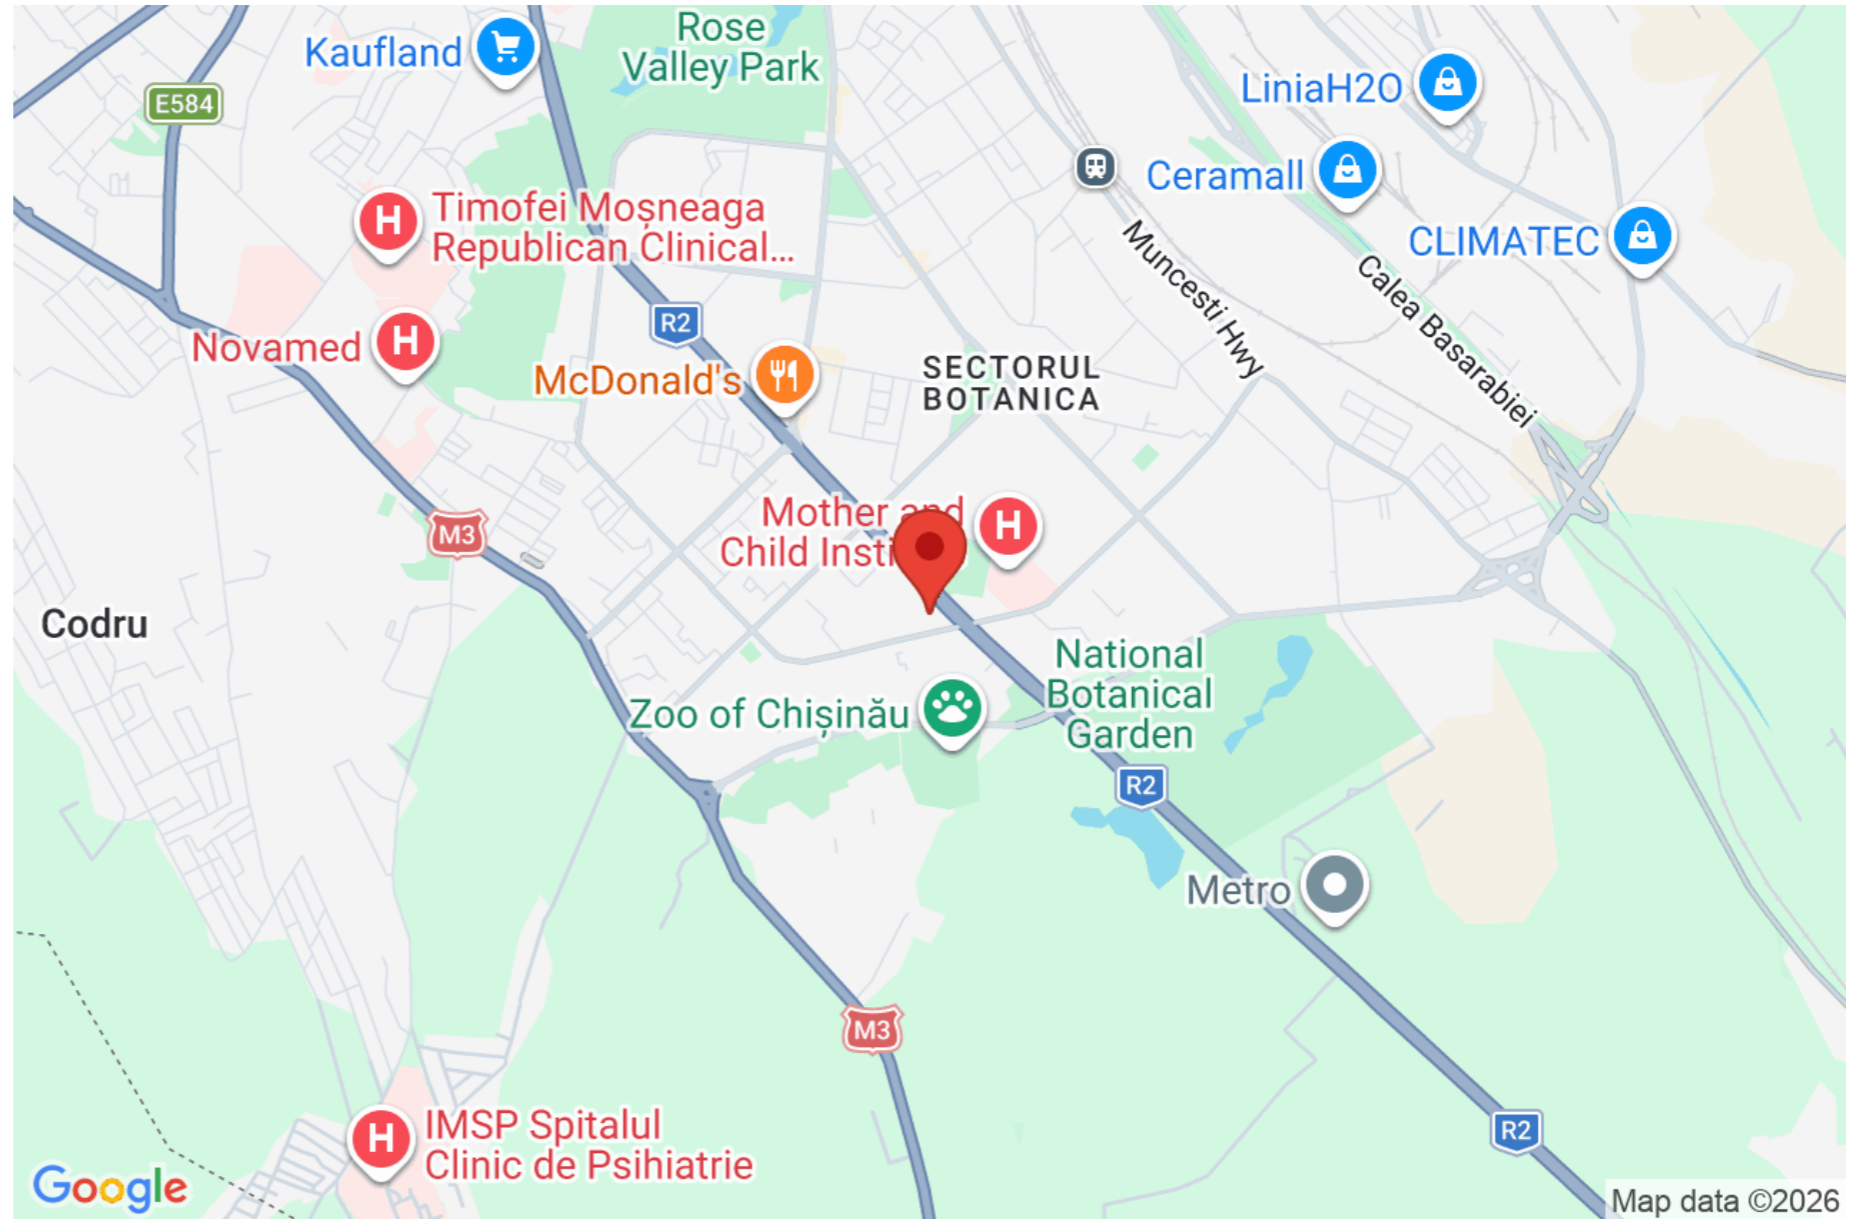 Rose
Valley Park
Kaufland
E584
LiniaH2O
Ceramall
Timofei Moșneaga
Republican Clinical...
CLIMATEC
Muncesti Hwy
Calea Basarabiei
R2
Novamed
McDonald's
SECTORUL
BOTANICA
Mother and
Child Insti
M3
Codru
National
Botanical
Garden
Zoo of Chișinău
R2
Metro
M3
IMSP Spitalul
Clinic de Psihiatrie
R2
Google
Map data ©2026